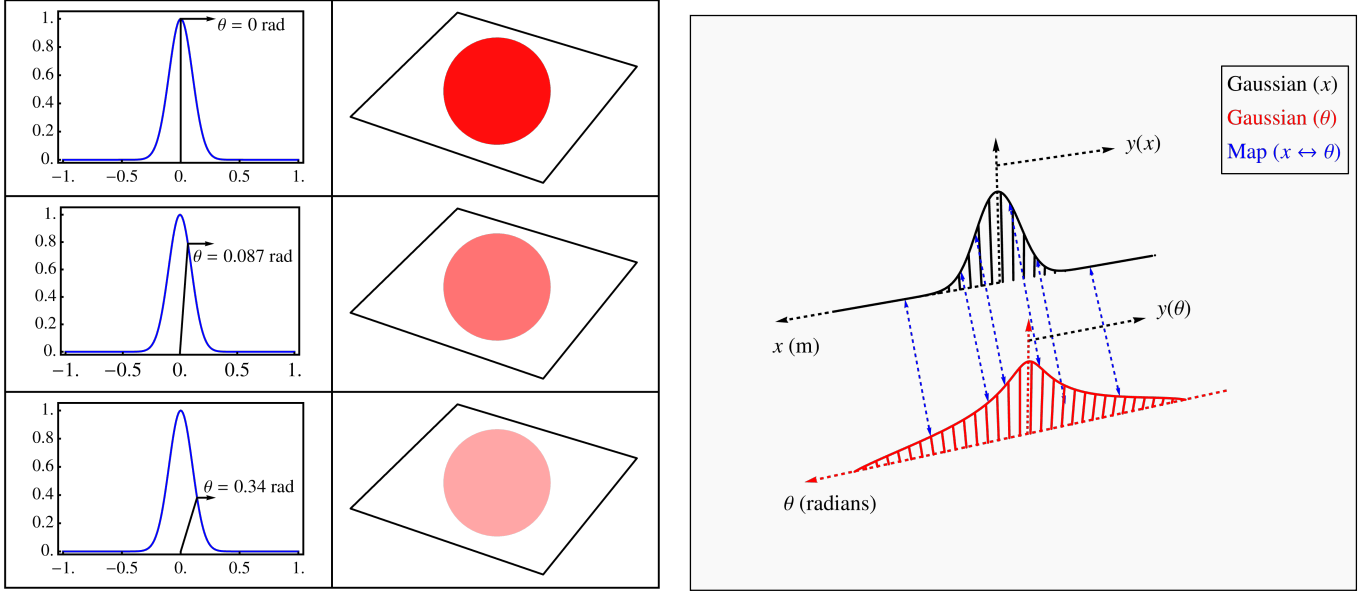 1.
0.8
0.6
0.4
0.2
0.
−1. −0.5 0. 0.5 1.
θ = 0 rad
1.
0.8
0.6
0.4
0.2
0.
−1. −0.5 0. 0.5 1.
θ = 0.087 rad
1.
0.8
0.6
0.4
0.2
0.
−1. −0.5 0. 0.5 1.
θ = 0.34 rad
Gaussian (x)
Gaussian (θ)
Map (x ↔ θ)
y(x)
y(θ)
x (m)
θ (radians)